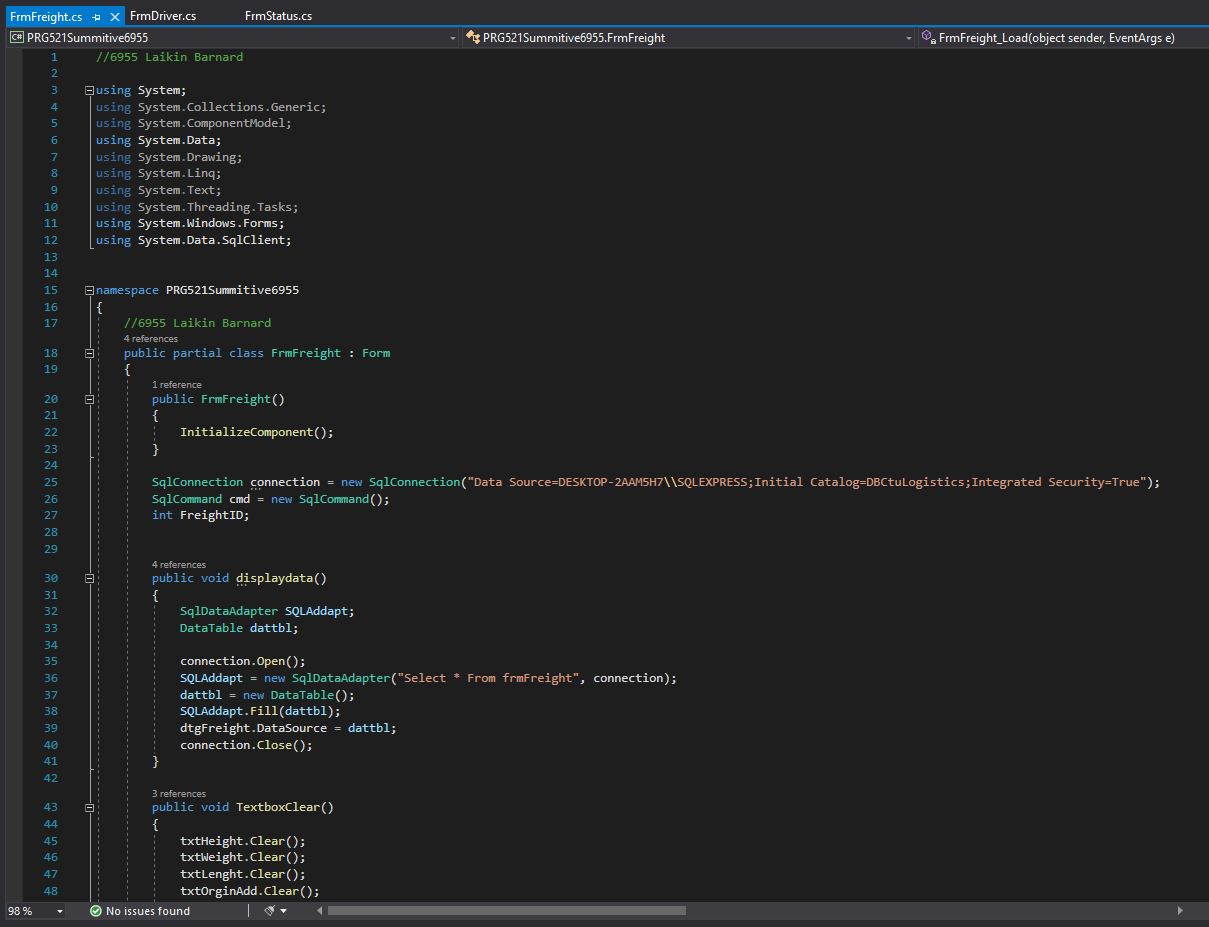 FrmFreight.cs FrmDriver.cs FrmStatus.cs
C# PRG521Summitive6955 PRG521Summitive6955.FrmFreight FrmFreight_Load(object sender, EventArgs e)
1 //6955 Laikin Barnard
2
3 using System;
4 using System.Collections.Generic;
5 using System.ComponentModel;
6 using System.Data;
7 using System.Drawing;
8 using System.Linq;
9 using System.Text;
10 using System.Threading.Tasks;
11 using System.Windows.Forms;
12 using System.Data.SqlClient;
13
14
15 namespace PRG521Summitive6955
16 {
17 //6955 Laikin Barnard
4 references
18 public partial class FrmFreight : Form
19 {
1 reference
20 public FrmFreight()
21 {
22 InitializeComponent();
23 }
24
25 SqlConnection connection = new SqlConnection("Data Source=DESKTOP-2AAM5H7\\SQLEXPRESS;Initial Catalog=DBCtuLogistics;Integrated Security=True");
26 SqlCommand cmd = new SqlCommand();
27 int FreightID;
28
29
4 references
30 public void displaydata()
31 {
32 SqlDataAdapter SQLAddapt;
33 DataTable dattbl;
34
35 connection.Open();
36 SQLAddapt = new SqlDataAdapter("Select * From frmFreight", connection);
37 dattbl = new DataTable();
38 SQLAddapt.Fill(dattbl);
39 dtgFreight.DataSource = dattbl;
40 connection.Close();
41 }
42
3 references
43 public void TextboxClear()
44 {
45 txtHeight.Clear();
46 txtWeight.Clear();
47 txtLenght.Clear();
48 txtOrginAdd.Clear();
98 % No issues found